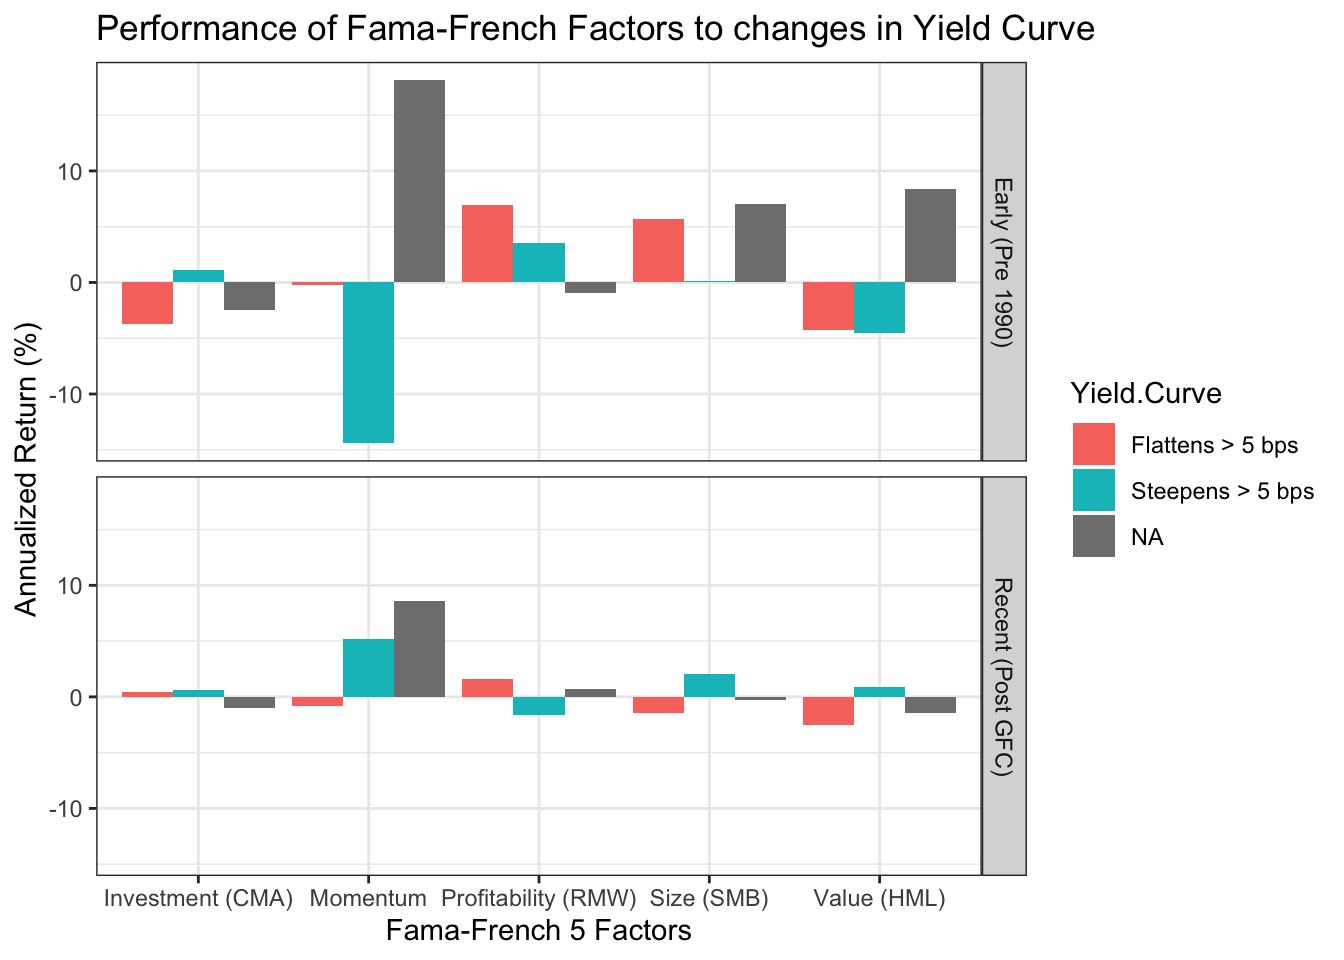 Performance of Fama-French Factors to changes in Yield Curve
Annualized Return (%)
10
0
-10
Early (Pre 1990)
10
0
-10
Recent (Post GFC)
Investment (CMA) Momentum Profitability (RMW) Size (SMB) Value (HML)
Fama-French 5 Factors
Yield.Curve
Flattens > 5 bps
Steepens > 5 bps
NA